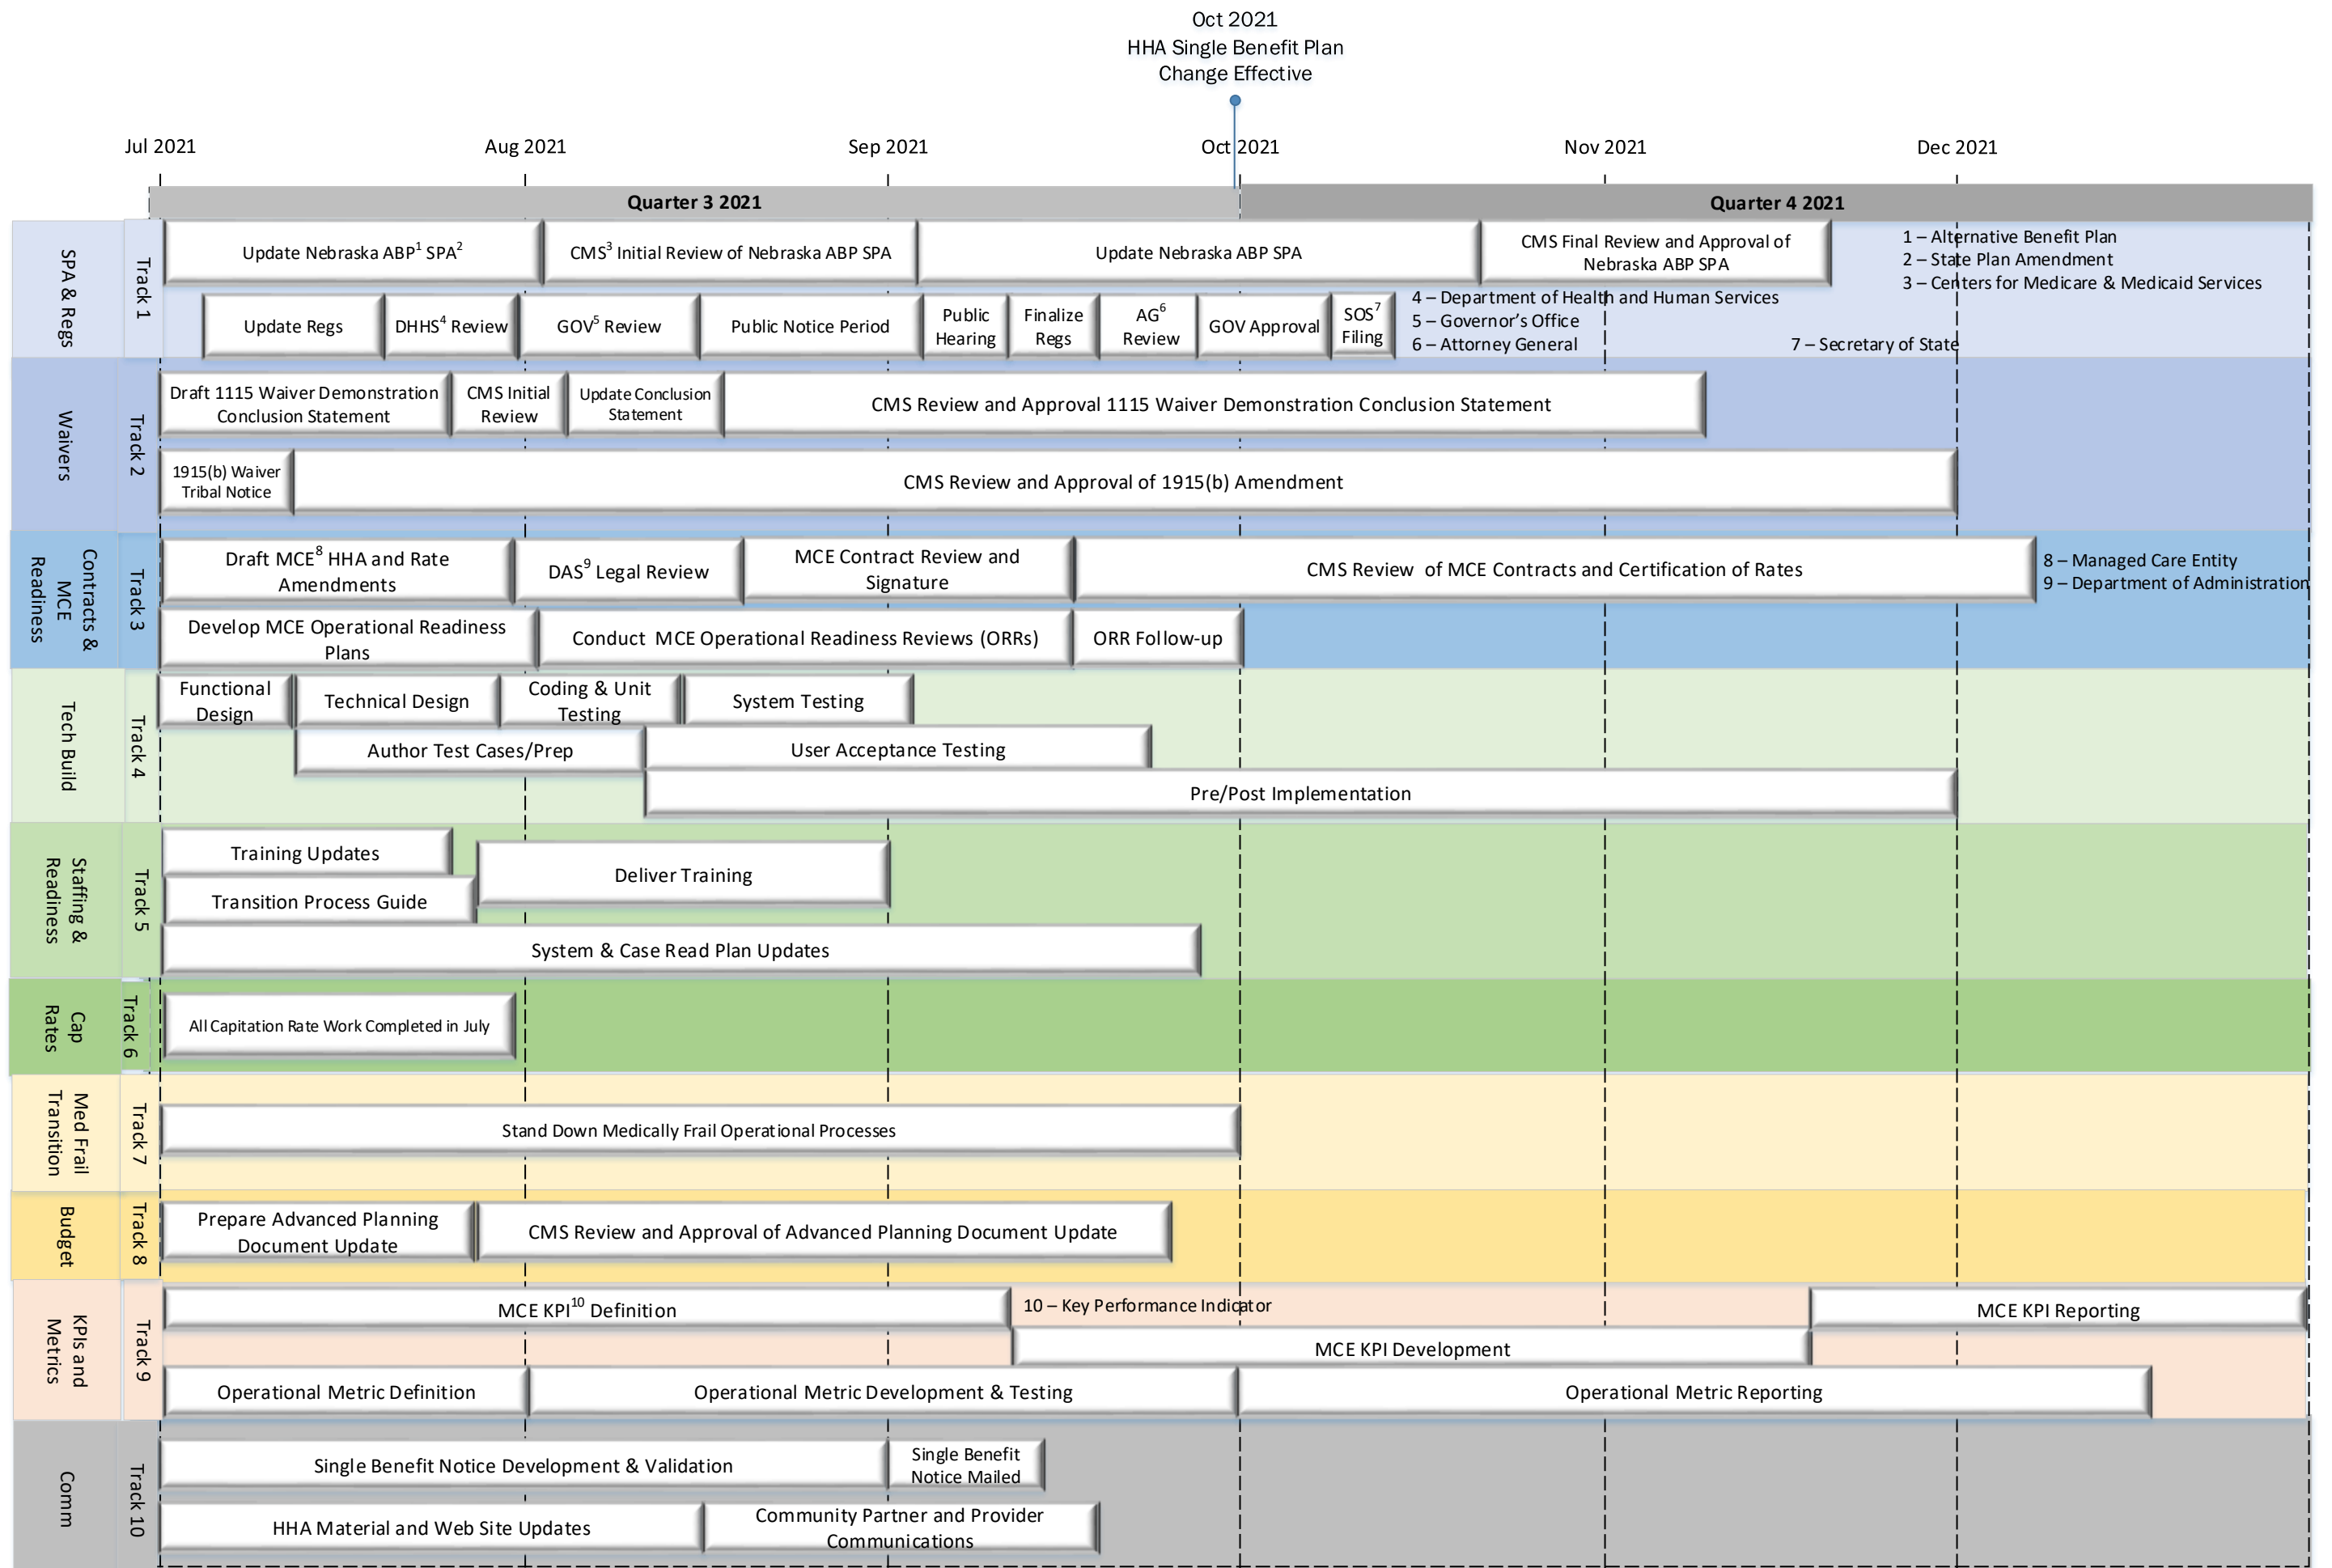 Oct 2021
HHA Single Benefit Plan
Change Effective
Jul 2021
Aug 2021
Sep 2021
Oct 2021
Nov 2021
Dec 2021
Quarter 3 2021
Quarter 4 2021
SPA & Regs
Track 1
Update Nebraska ABP1 SPA2
CMS3 Initial Review of Nebraska ABP SPA
Update Nebraska ABP SPA
CMS Final Review and Approval of
Nebraska ABP SPA
1 – Alternative Benefit Plan
2 – State Plan Amendment
3 – Centers for Medicare & Medicaid Services
Update Regs
DHHS4 Review
GOV5 Review
Public Notice Period
Public
Hearing
Finalize
Regs
AG6
Review
GOV Approval
SOS7
Filing
4 – Department of Health and Human Services
5 – Governor's Office
6 – Attorney General
7 – Secretary of State
Waivers
Track 2
Draft 1115 Waiver Demonstration
Conclusion Statement
CMS Initial
Review
Update Conclusion
Statement
CMS Review and Approval 1115 Waiver Demonstration Conclusion Statement
1915(b) Waiver
Tribal Notice
CMS Review and Approval of 1915(b) Amendment
Contracts &
MCE
Readiness
Track 3
Draft MCE8 HHA and Rate
Amendments
DAS9 Legal Review
MCE Contract Review and
Signature
CMS Review of MCE Contracts and Certification of Rates
8 – Managed Care Entity
9 – Department of Administration
Develop MCE Operational Readiness
Plans
Conduct MCE Operational Readiness Reviews (ORRs)
ORR Follow-up
Tech Build
Track 4
Functional
Design
Technical Design
Coding & Unit
Testing
System Testing
Author Test Cases/Prep
User Acceptance Testing
Pre/Post Implementation
Staffing &
Readiness
Track 5
Training Updates
Deliver Training
Transition Process Guide
System & Case Read Plan Updates
Cap
Rates
Track 6
All Capitation Rate Work Completed in July
Med Frail
Transition
Track 7
Stand Down Medically Frail Operational Processes
Budget
Track 8
Prepare Advanced Planning
Document Update
CMS Review and Approval of Advanced Planning Document Update
KPIs and
Metrics
Track 9
MCE KPI10 Definition
10 – Key Performance Indicator
MCE KPI Reporting
MCE KPI Development
Operational Metric Definition
Operational Metric Development & Testing
Operational Metric Reporting
Comm
Track 10
Single Benefit Notice Development & Validation
Single Benefit
Notice Mailed
HHA Material and Web Site Updates
Community Partner and Provider
Communications